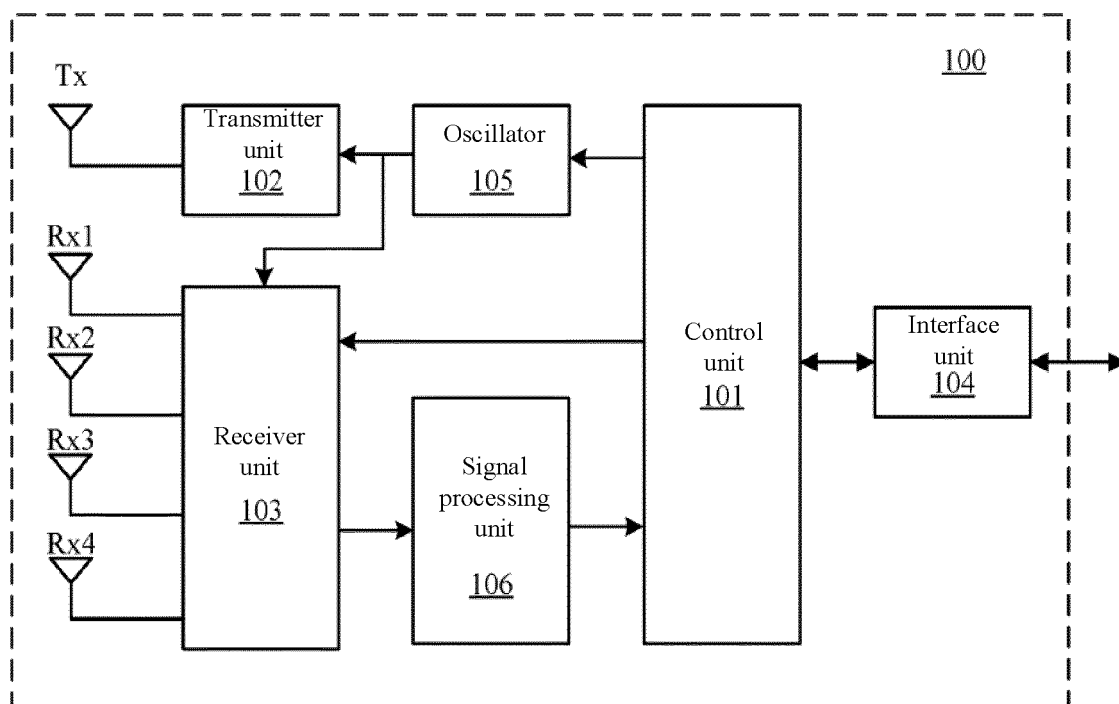 100
Tx
Transmitter
unit
102
Oscillator
105
Rx1
Rx2
Rx3
Rx4
Receiver
unit
103
Signal
processing
unit
106
Control
unit
101
Interface
unit
104